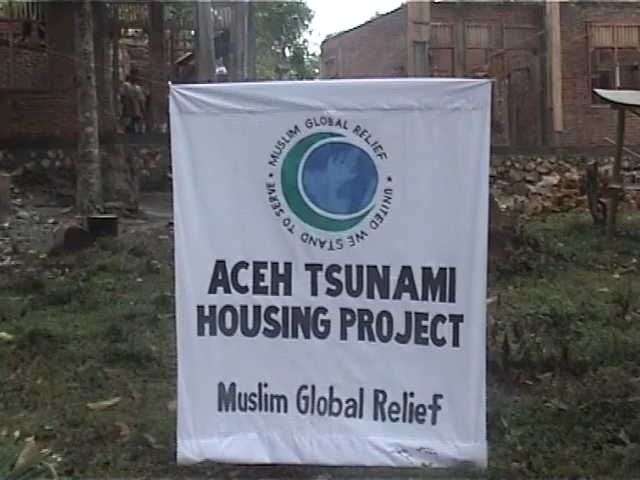 MUSLIM GLOBAL RELIEF • UNITED WE STAND TO SERVE •
ACEH TSUNAMI
HOUSING PROJECT
Muslim Global Relief